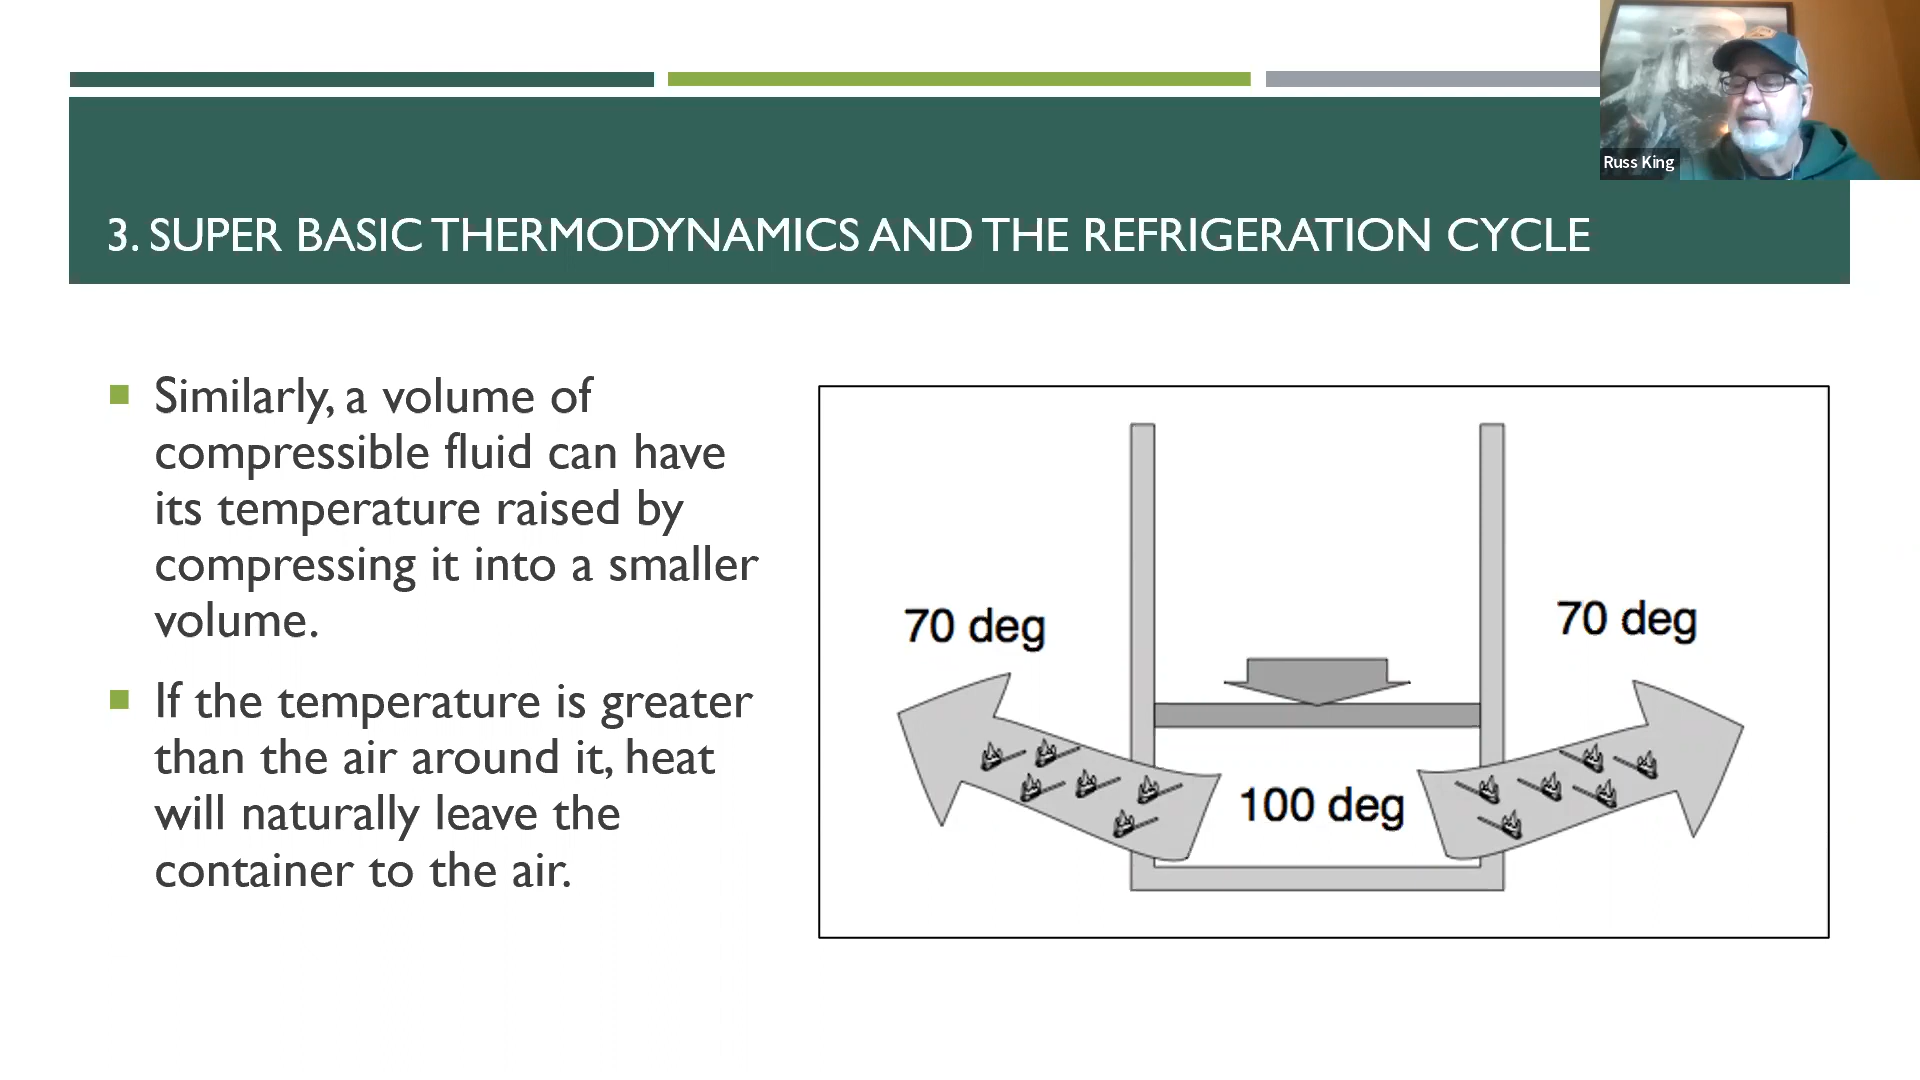 Russ King
3. SUPER BASIC THERMODYNAMICS AND THE REFRIGERATION CYCLE
Similarly, a volume of
compressible fluid can have
its temperature raised by
compressing it into a smaller
volume.
If the temperature is greater
than the air around it, heat
will naturally leave the
container to the air.
70 deg
70 deg
100 deg